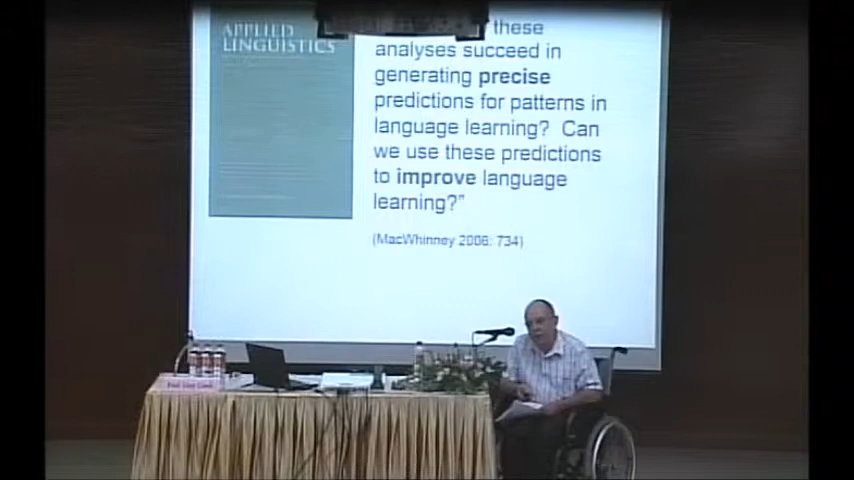 APPLIED
LINGUISTICS
these
analyses succeed in
generating precise
predictions for patterns in
language learning? Can
we use these predictions
to improve language
learning?”
(MacWhinney 2006: 734)